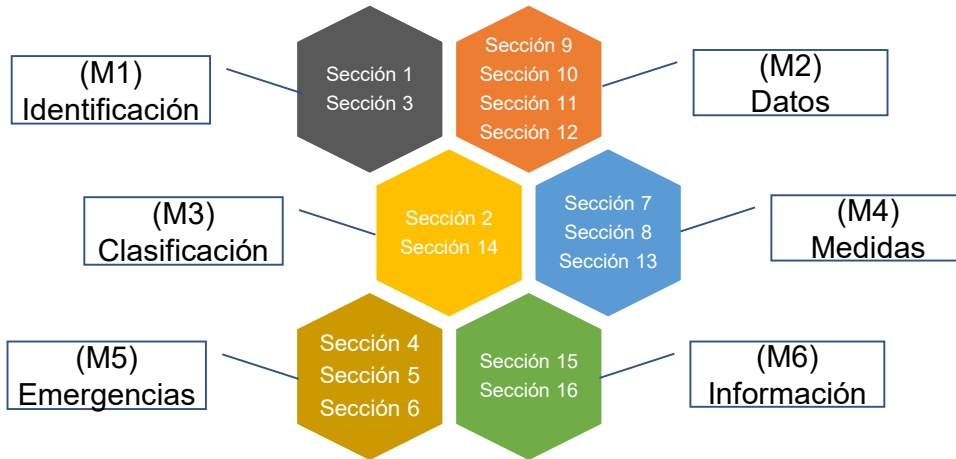 (M1)
Identificación
Sección 1
Sección 3
Sección 9
Sección 10
Sección 11
Sección 12
(M2)
Datos
(M3)
Clasificación
Sección 2
Sección 14
Sección 7
Sección 8
Sección 13
(M4)
Medidas
(M5)
Emergencias
Sección 4
Sección 5
Sección 6
Sección 15
Sección 16
(M6)
Información